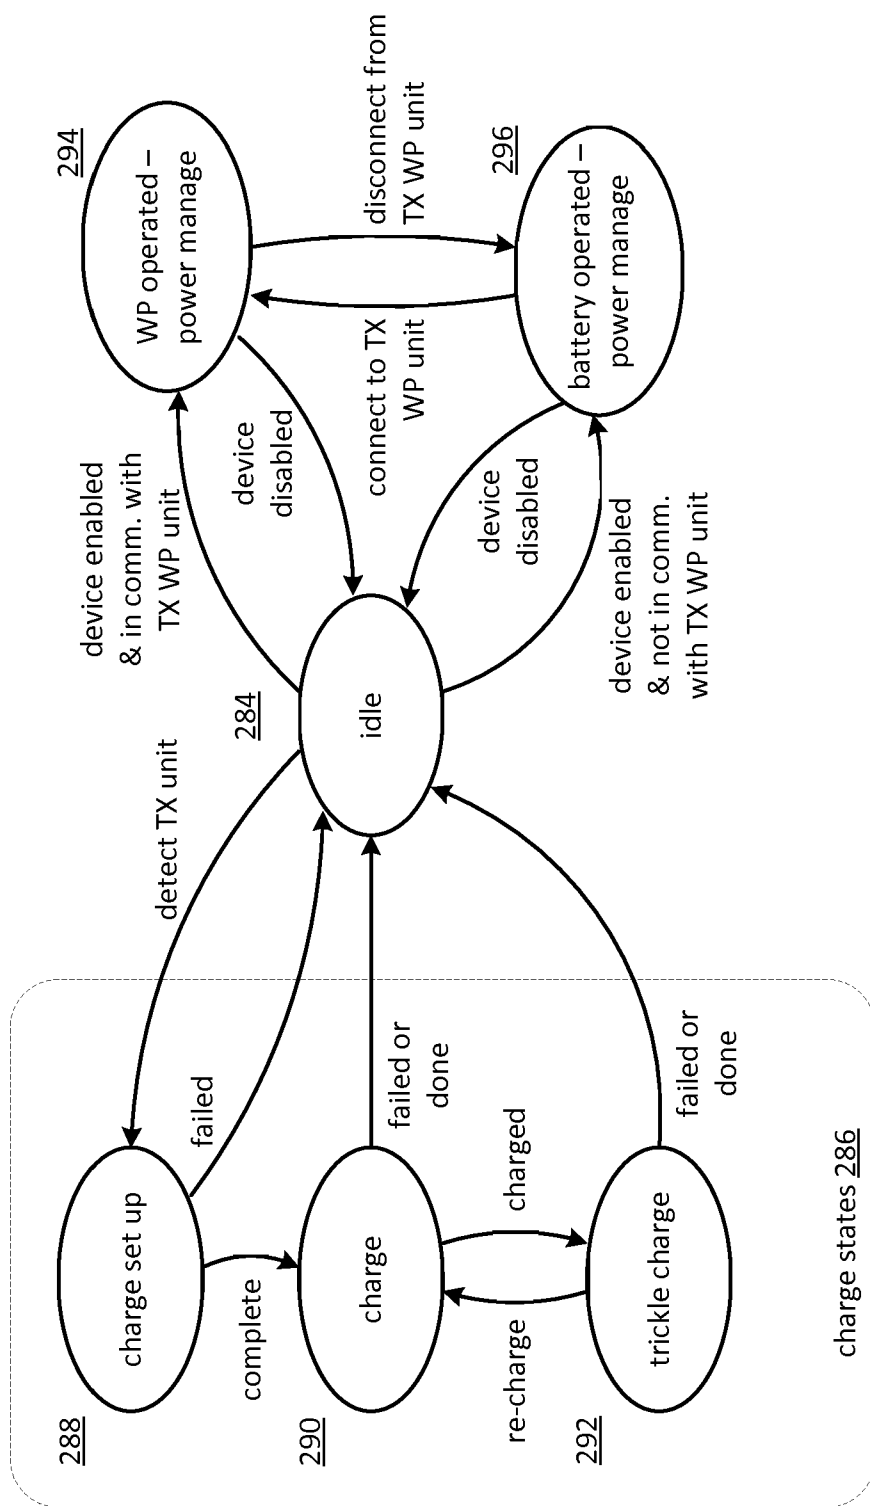 288
charge set up
complete
290
charge
re-charge
charged
292
trickle charge
charge states 286
failed
failed or
done
failed or
done
detect TX unit
284
idle
device enabled
& in comm. with
TX WP unit
device
disabled
device
disabled
device enabled
& not in comm.
with TX WP unit
294
WP operated –
power manage
connect to TX
WP unit
disconnect from
TX WP unit
296
battery operated –
power manage